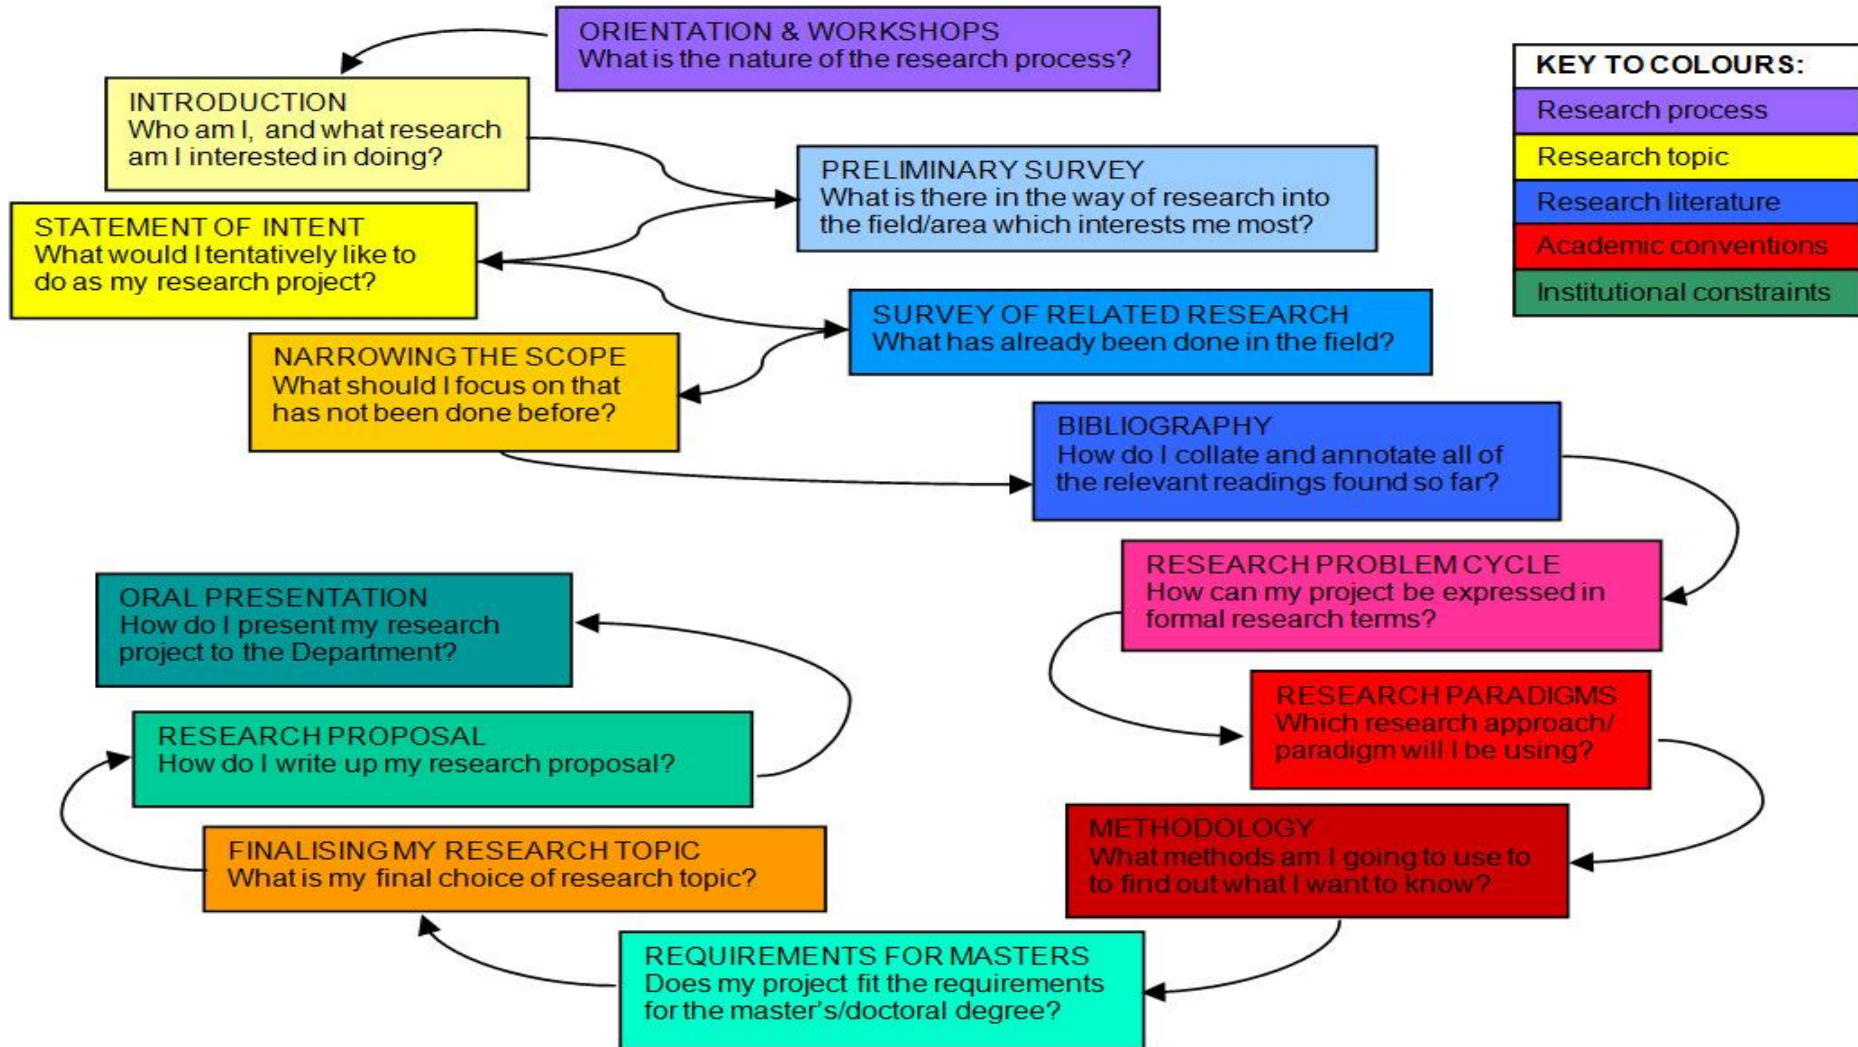 ORIENTATION & WORKSHOPS
What is the nature of the research process?
KEY TO COLOURS:
Research process
Research topic
Research literature
Academic conventions
Institutional constraints
INTRODUCTION
Who am I, and what research
am I interested in doing?
PRELIMINARY SURVEY
What is there in the way of research into
the field/area which interests me most?
STATEMENT OF INTENT
What would I tentatively like to
do as my research project?
SURVEY OF RELATED RESEARCH
What has already been done in the field?
NARROWING THE SCOPE
What should I focus on that
has not been done before?
BIBLIOGRAPHY
How do I collate and annotate all of
the relevant readings found so far?
RESEARCH PROBLEM CYCLE
How can my project be expressed in
formal research terms?
RESEARCH PARADIGMS
Which research approach/
paradigm will I be using?
METHODOLOGY
What methods am I going to use to
to find out what I want to know?
REQUIREMENTS FOR MASTERS
Does my project fit the requirements
for the master's/doctoral degree?
FINALISING MY RESEARCH TOPIC
What is my final choice of research topic?
RESEARCH PROPOSAL
How do I write up my research proposal?
ORAL PRESENTATION
How do I present my research
project to the Department?